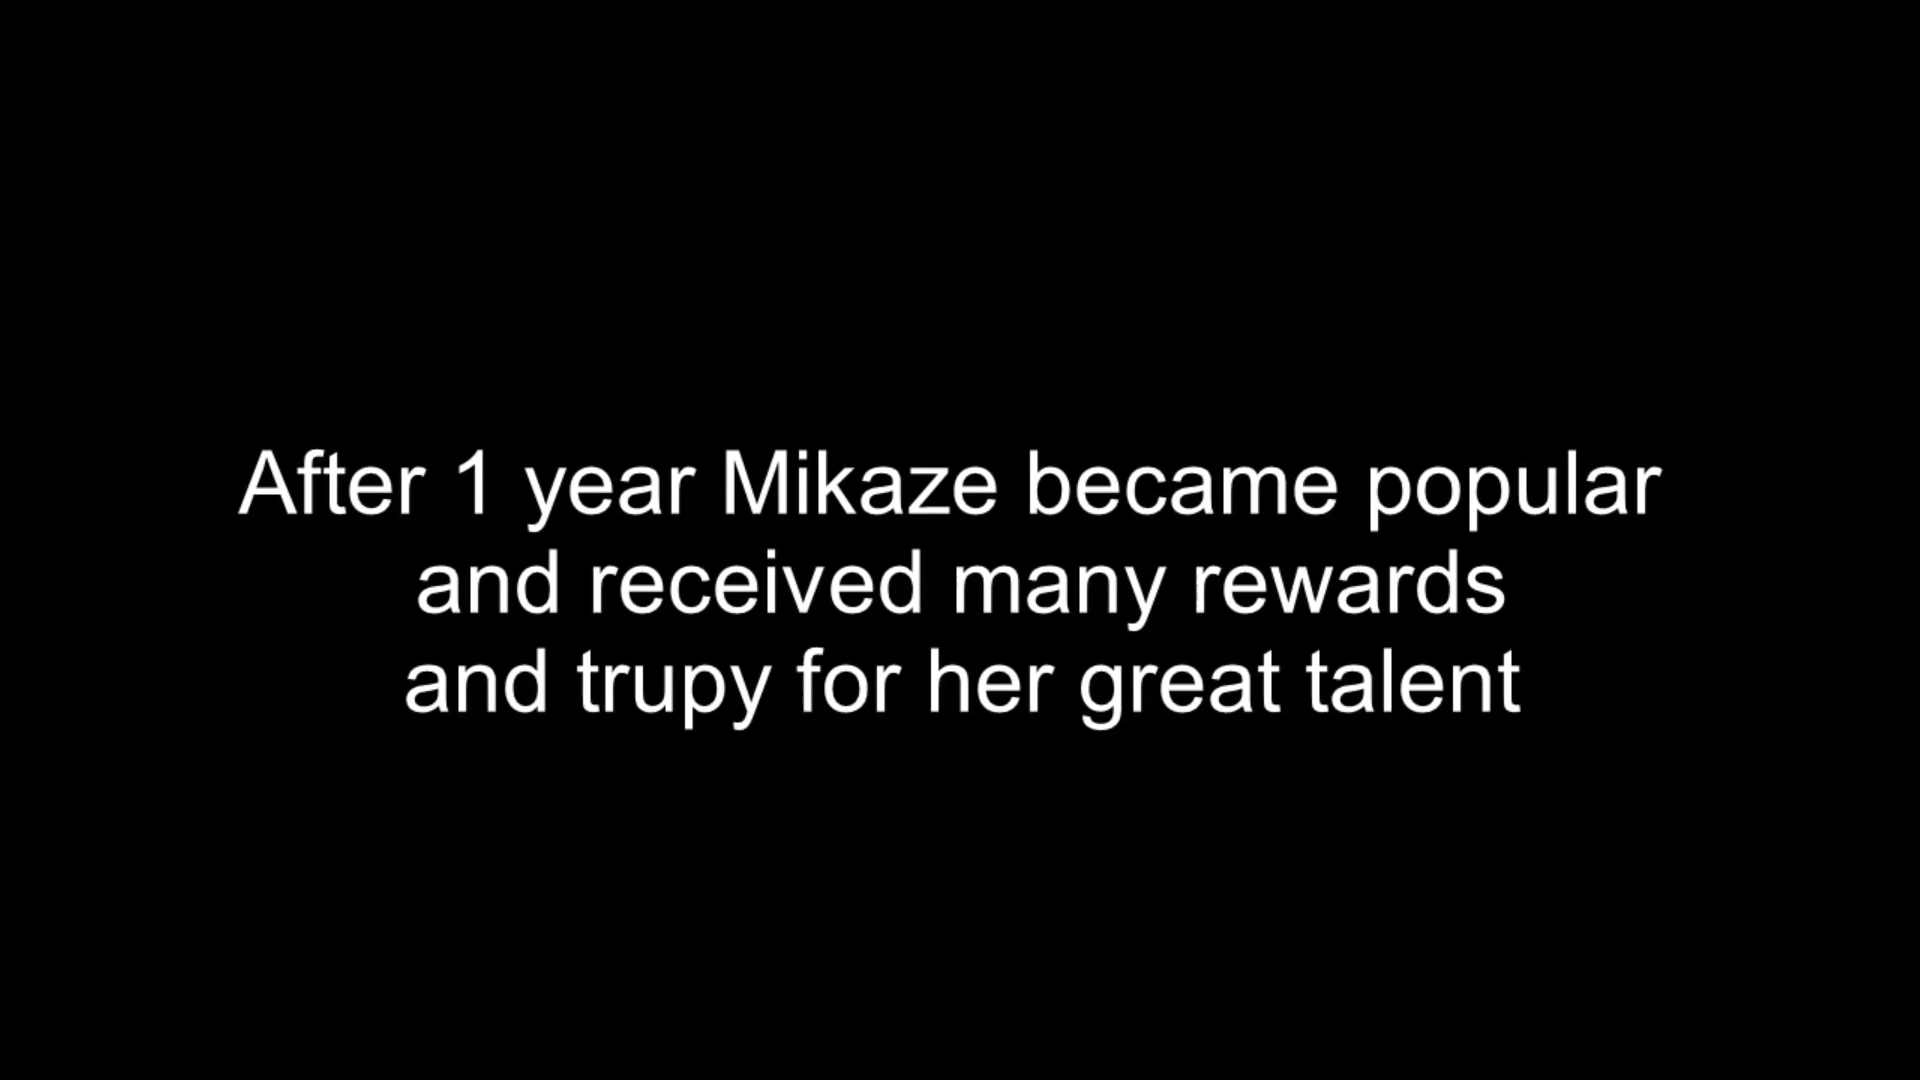 After 1 year Mikaze became popular
and received many rewards
and trupy for her great talent